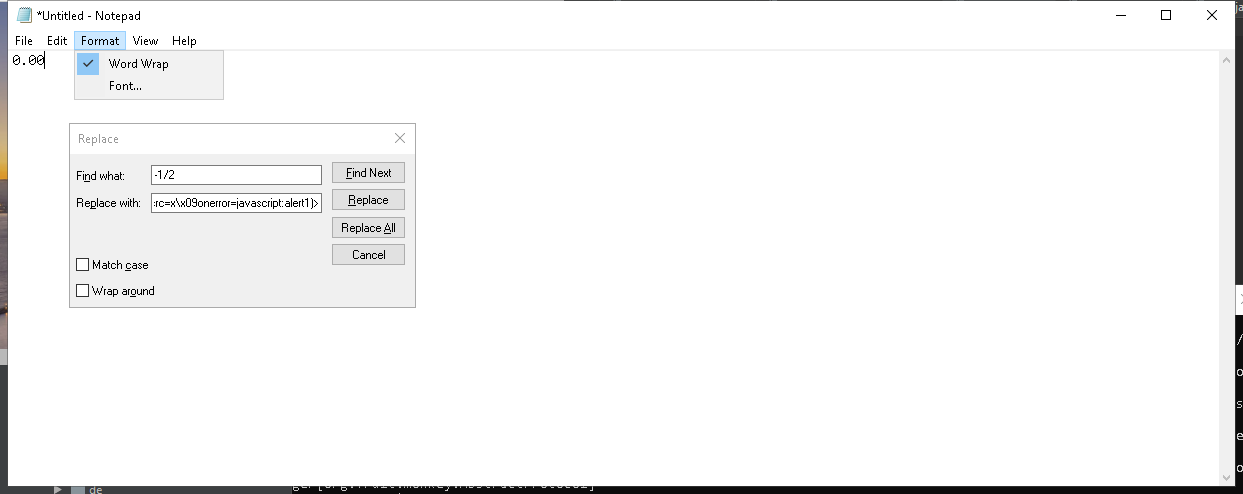 *Untitled - Notepad
File Edit Format View Help
0.00
Word Wrap
Font...
Replace
Find what: -1/2 Find Next
Replace with: :rc=x\x09onerror=javascript:alert1)> Replace
Replace All
Cancel
Match case
Wrap around
de